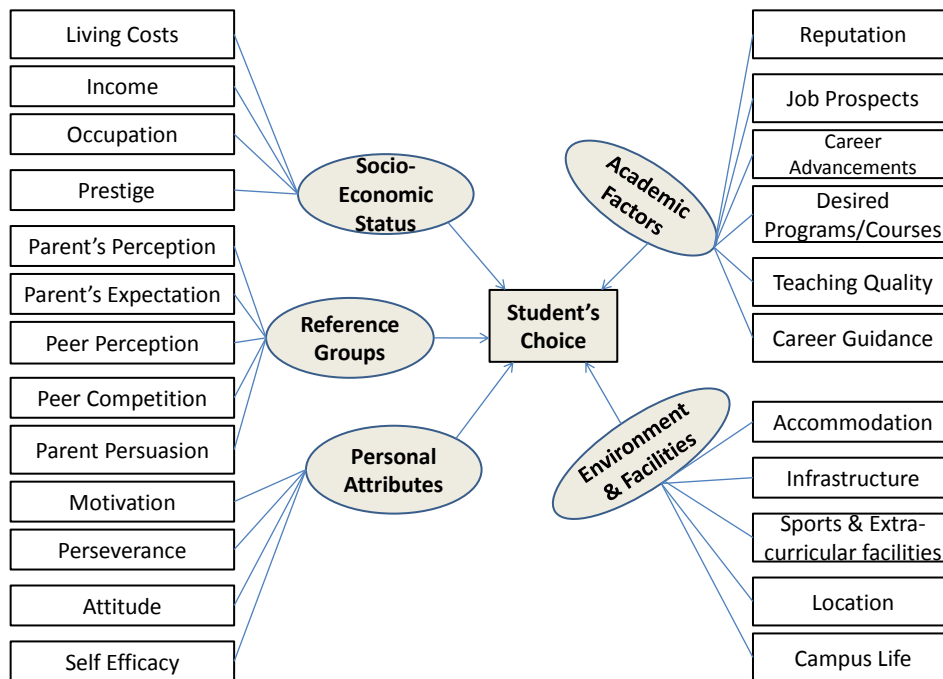 Living Costs
Income
Occupation
Prestige
Parent's Perception
Parent's Expectation
Peer Perception
Peer Competition
Parent Persuasion
Motivation
Perseverance
Attitude
Self Efficacy
Socio-
Economic
Status
Reference
Groups
Personal
Attributes
Student's
Choice
Academic
Factors
Environment
& Facilities
Reputation
Job Prospects
Career
Advancements
Desired
Programs/Courses
Teaching Quality
Career Guidance
Accommodation
Infrastructure
Sports & Extra-
curricular facilities
Location
Campus Life